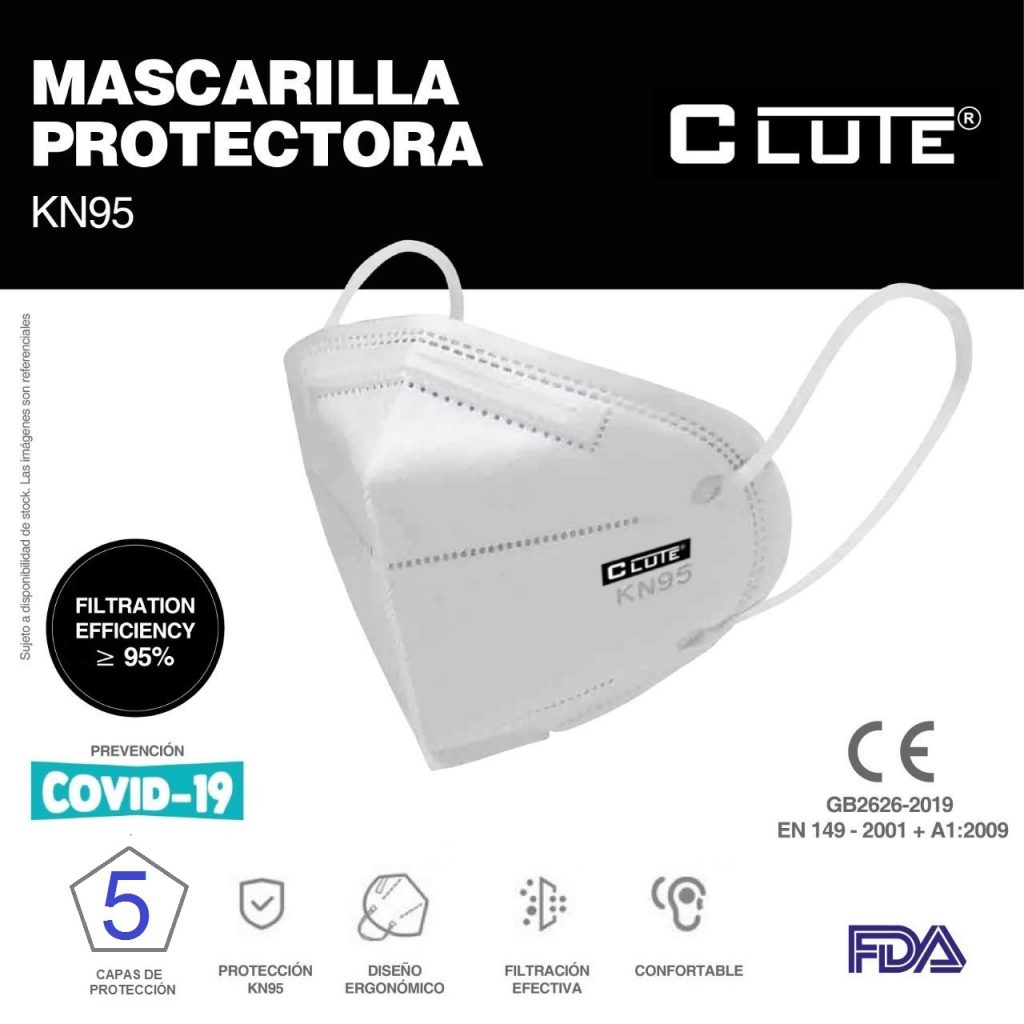 MASCARILLA
PROTECTORA
KN95
C LUTE®
Sujeto a disponibilidad de stock. Las imágenes son referenciales
C LUTE®
KN95
FILTRATION
EFFICIENCY
≥ 95%
PREVENCIÓN
COVID-19
CE
GB2626-2019
EN 149 - 2001 + A1:2009
5
CAPAS DE
PROTECCIÓN
PROTECCIÓN
KN95
DISEÑO
ERGONÓMICO
FILTRACIÓN
EFECTIVA
CONFORTABLE
FDA